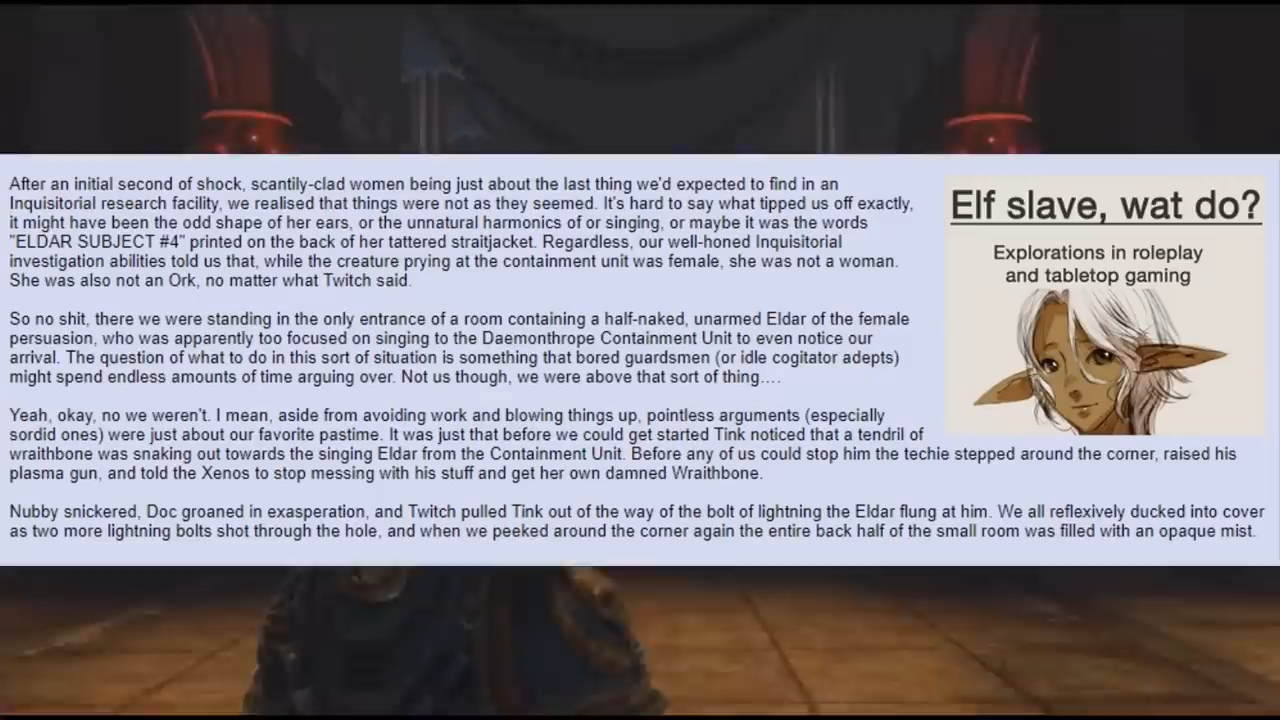 After an initial second of shock, scantily-clad women being just about the last thing we'd expected to find in an
Inquisitorial research facility, we realised that things were not as they seemed. It's hard to say what tipped us off exactly,
it might have been the odd shape of her ears, or the unnatural harmonics of or singing, or maybe it was the words
"ELDAR SUBJECT #4" printed on the back of her tattered straitjacket. Regardless, our well-honed Inquisitorial
investigation abilities told us that, while the creature prying at the containment unit was female, she was not a woman.
She was also not an Ork, no matter what Twitch said.
So no shit, there we were standing in the only entrance of a room containing a half-naked, unarmed Eldar of the female
persuasion, who was apparently too focused on singing to the Daemonthrope Containment Unit to even notice our
arrival. The question of what to do in this sort of situation is something that bored guardsmen (or idle cogitator adepts)
might spend endless amounts of time arguing over. Not us though, we were above that sort of thing….
Yeah, okay, no we weren't. I mean, aside from avoiding work and blowing things up, pointless arguments (especially
sordid ones) were just about our favorite pastime. It was just that before we could get started Tink noticed that a tendril of
wraithbone was snaking out towards the singing Eldar from the Containment Unit. Before any of us could stop him the techie stepped around the corner, raised his
plasma gun, and told the Xenos to stop messing with his stuff and get her own damned Wraithbone.
Nubby snickered, Doc groaned in exasperation, and Twitch pulled Tink out of the way of the bolt of lightning the Eldar flung at him. We all reflexively ducked into cover
as two more lightning bolts shot through the hole, and when we peeked around the corner again the entire back half of the small room was filled with an opaque mist.
Elf slave, wat do?
Explorations in roleplay
and tabletop gaming